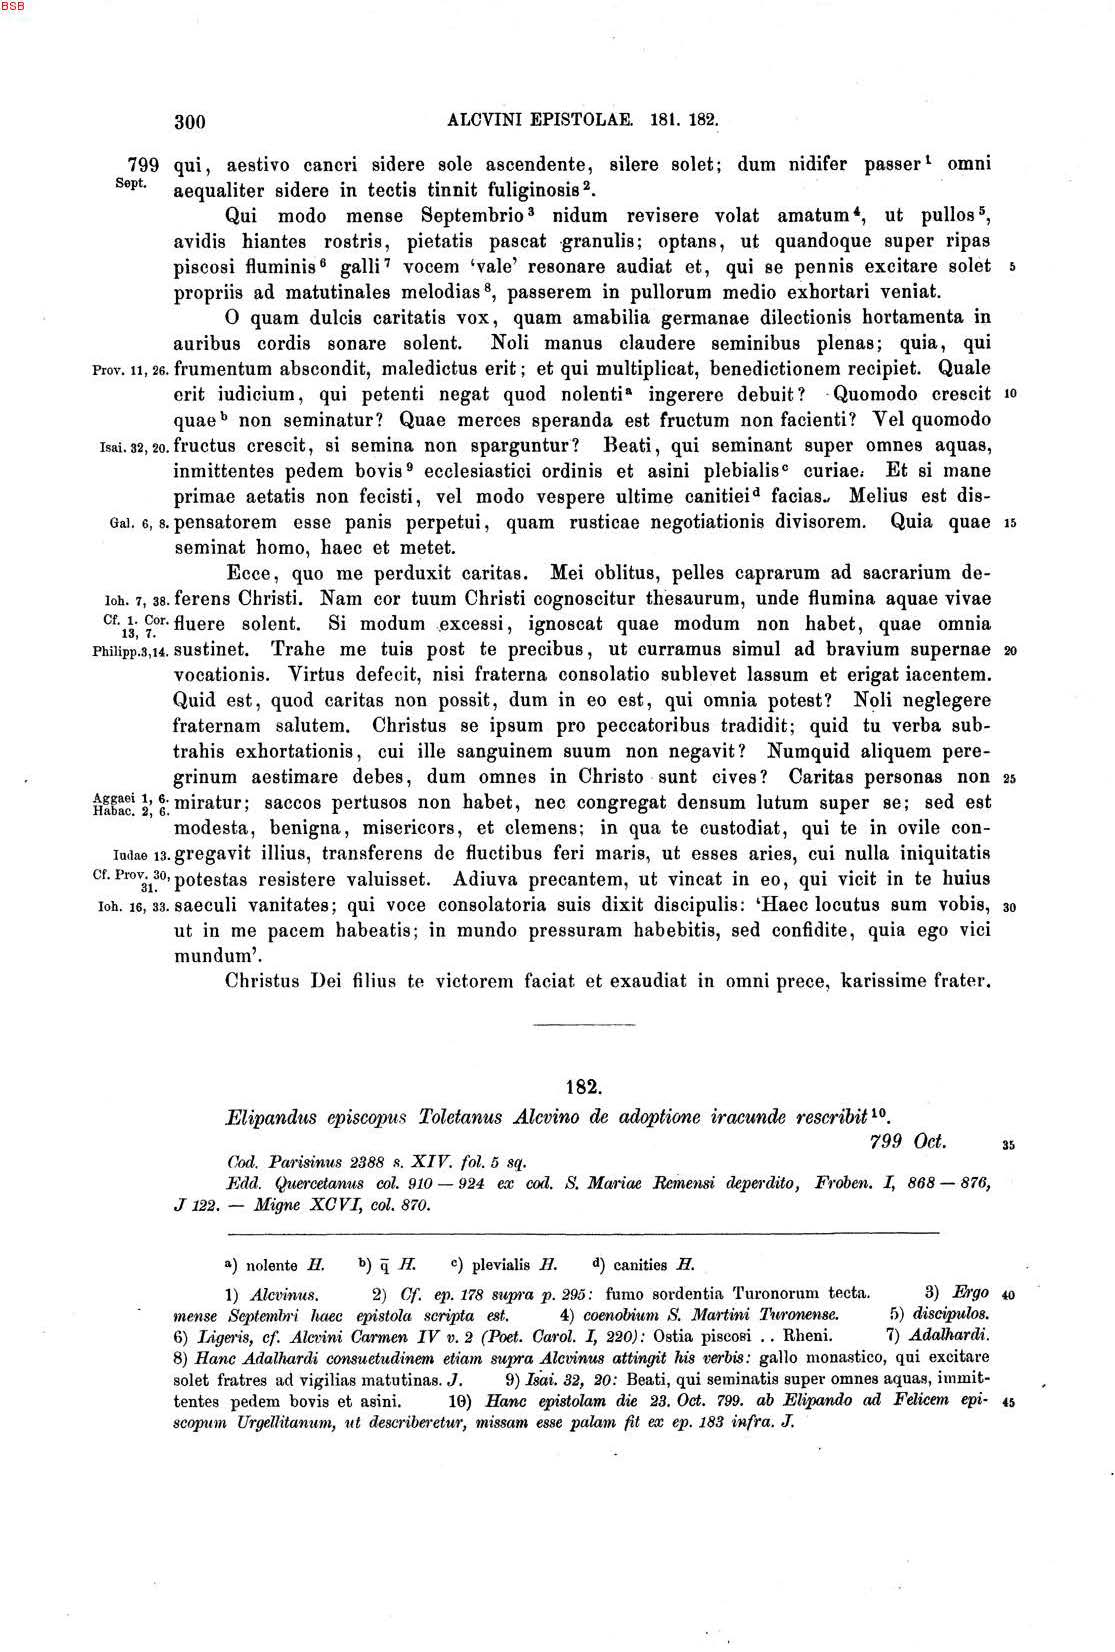 BSB
300 ALCVINI EPISTOLAE. 181. 182.
799 qui, aestivo cancri sidere sole ascendente, silere solet; dum nidifer passer¹ omni
Sept. aequaliter sidere in tectis tinnit fuliginosis².
Qui modo mense Septembrio³ nidum revisere volat amatum⁴, ut pullos⁵,
avidis hiantes rostris, pietatis pascat granulis; optans, ut quandoque super ripas
piscosi fluminis⁶ galli⁷ vocem ‘vale’ resonare audiat et, qui se pennis excitare solet 5
propriis ad matutinales melodias⁸, passerem in pullorum medio exhortari veniat.
O quam dulcis caritatis vox, quam amabilia germanae dilectionis hortamenta in
auribus cordis sonare solent. Noli manus claudere seminibus plenas; quia, qui
Prov. 11, 26. frumentum abscondit, maledictus erit; et qui multiplicat, benedictionem recipiet. Quale
erit iudicium, qui petenti negat quod nolentiᵃ ingerere debuit? Quomodo crescit 10
quaeᵇ non seminatur? Quae merces speranda est fructum non facienti? Vel quomodo
Isai. 32, 20. fructus crescit, si semina non sparguntur? Beati, qui seminant super omnes aquas,
inmittentes pedem bovis⁹ ecclesiastici ordinis et asini plebialisᶜ curiae. Et si mane
primae aetatis non fecisti, vel modo vespere ultime canitieiᵈ facias. Melius est dis-
Gal. 6, 8. pensatorem esse panis perpetui, quam rusticae negotiationis divisorem. Quia quae 15
seminat homo, haec et metet.
Ecce, quo me perduxit caritas. Mei oblitus, pelles caprarum ad sacrarium de-
Ioh. 7, 38. ferens Christi. Nam cor tuum Christi cognoscitur thesaurum, unde flumina aquae vivae
Cf. 1. Cor. 13, 7. fluere solent. Si modum excessi, ignoscat quae modum non habet, quae omnia
Philipp. 3, 14. sustinet. Trahe me tuis post te precibus, ut curramus simul ad bravium supernae 20
vocationis. Virtus defecit, nisi fraterna consolatio sublevet lassum et erigat iacentem.
Quid est, quod caritas non possit, dum in eo est, qui omnia potest? Noli neglegere
fraternam salutem. Christus se ipsum pro peccatoribus tradidit; quid tu verba sub-
trahis exhortationis, cui ille sanguinem suum non negavit? Numquid aliquem pere-
grinum aestimare debes, dum omnes in Christo sunt cives? Caritas personas non 25
Aggaei 1, 6. Habac. 2, 6. miratur; saccos pertusos non habet, nec congregat densum lutum super se; sed est
modesta, benigna, misericors, et clemens; in qua te custodiat, qui te in ovile con-
Iudae 13. gregavit illius, transferens de fluctibus feri maris, ut esses aries, cui nulla iniquitatis
Cf. Prov. 30, 31. potestas resistere valuisset. Adiuva precantem, ut vincat in eo, qui vicit in te huius
Ioh. 16, 33. saeculi vanitates; qui voce consolatoria suis dixit discipulis: ‘Haec locutus sum vobis, 30
ut in me pacem habeatis; in mundo pressuram habebitis, sed confidite, quia ego vici
mundum’.
Christus Dei filius te victorem faciat et exaudiat in omni prece, karissime frater.
182.
Elipandus episcopus Toletanus Alcvino de adoptione iracunde rescribit¹⁰.
799 Oct. 35
Cod. Parisinus 2388 s. XIV. fol. 5 sq.
Edd. Quercetanus col. 910 — 924 ex cod. S. Mariae Remensi deperdito, Froben. I, 868 — 876,
J 122. — Migne XCVI, col. 870.
a) nolente H. b) q̄ H. c) plevialis H. d) canities H.
1) Alcvinus. 2) Cf. ep. 178 supra p. 295: fumo sordentia Turonorum tecta. 3) Ergo 40
mense Septembri haec epistola scripta est. 4) coenobium S. Martini Turonense. 5) discipulos.
6) Ligeris, cf. Alcvini Carmen IV v. 2 (Poet. Carol. I, 220): Ostia piscosi . . Rheni. 7) Adalhardi.
8) Hanc Adalhardi consuetudinem etiam supra Alcvinus attingit his verbis: gallo monastico, qui excitare
solet fratres ad vigilias matutinas. J. 9) Isai. 32, 20: Beati, qui seminatis super omnes aquas, immit-
tentes pedem bovis et asini. 10) Hanc epistolam die 23. Oct. 799. ab Elipando ad Felicem epi- 45
scopum Urgellitanum, ut describeretur, missam esse palam fit ex ep. 183 infra. J.